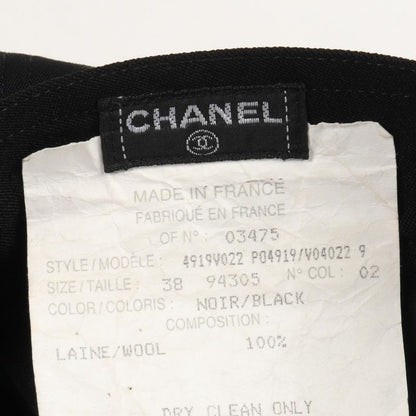 CHANEL
MADE IN FRANCE
FABRIQUÉ EN FRANCE
OF N°: 03475
STYLE/MODÈLE: 4919V022 P04919/V04022 9
SIZE/TAILLE: 38 94305 N° COL: 02
COLOR/COLORIS: NOIR/BLACK
COMPOSITION:
LAINE/WOOL 100%
DRY CLEAN ONLY